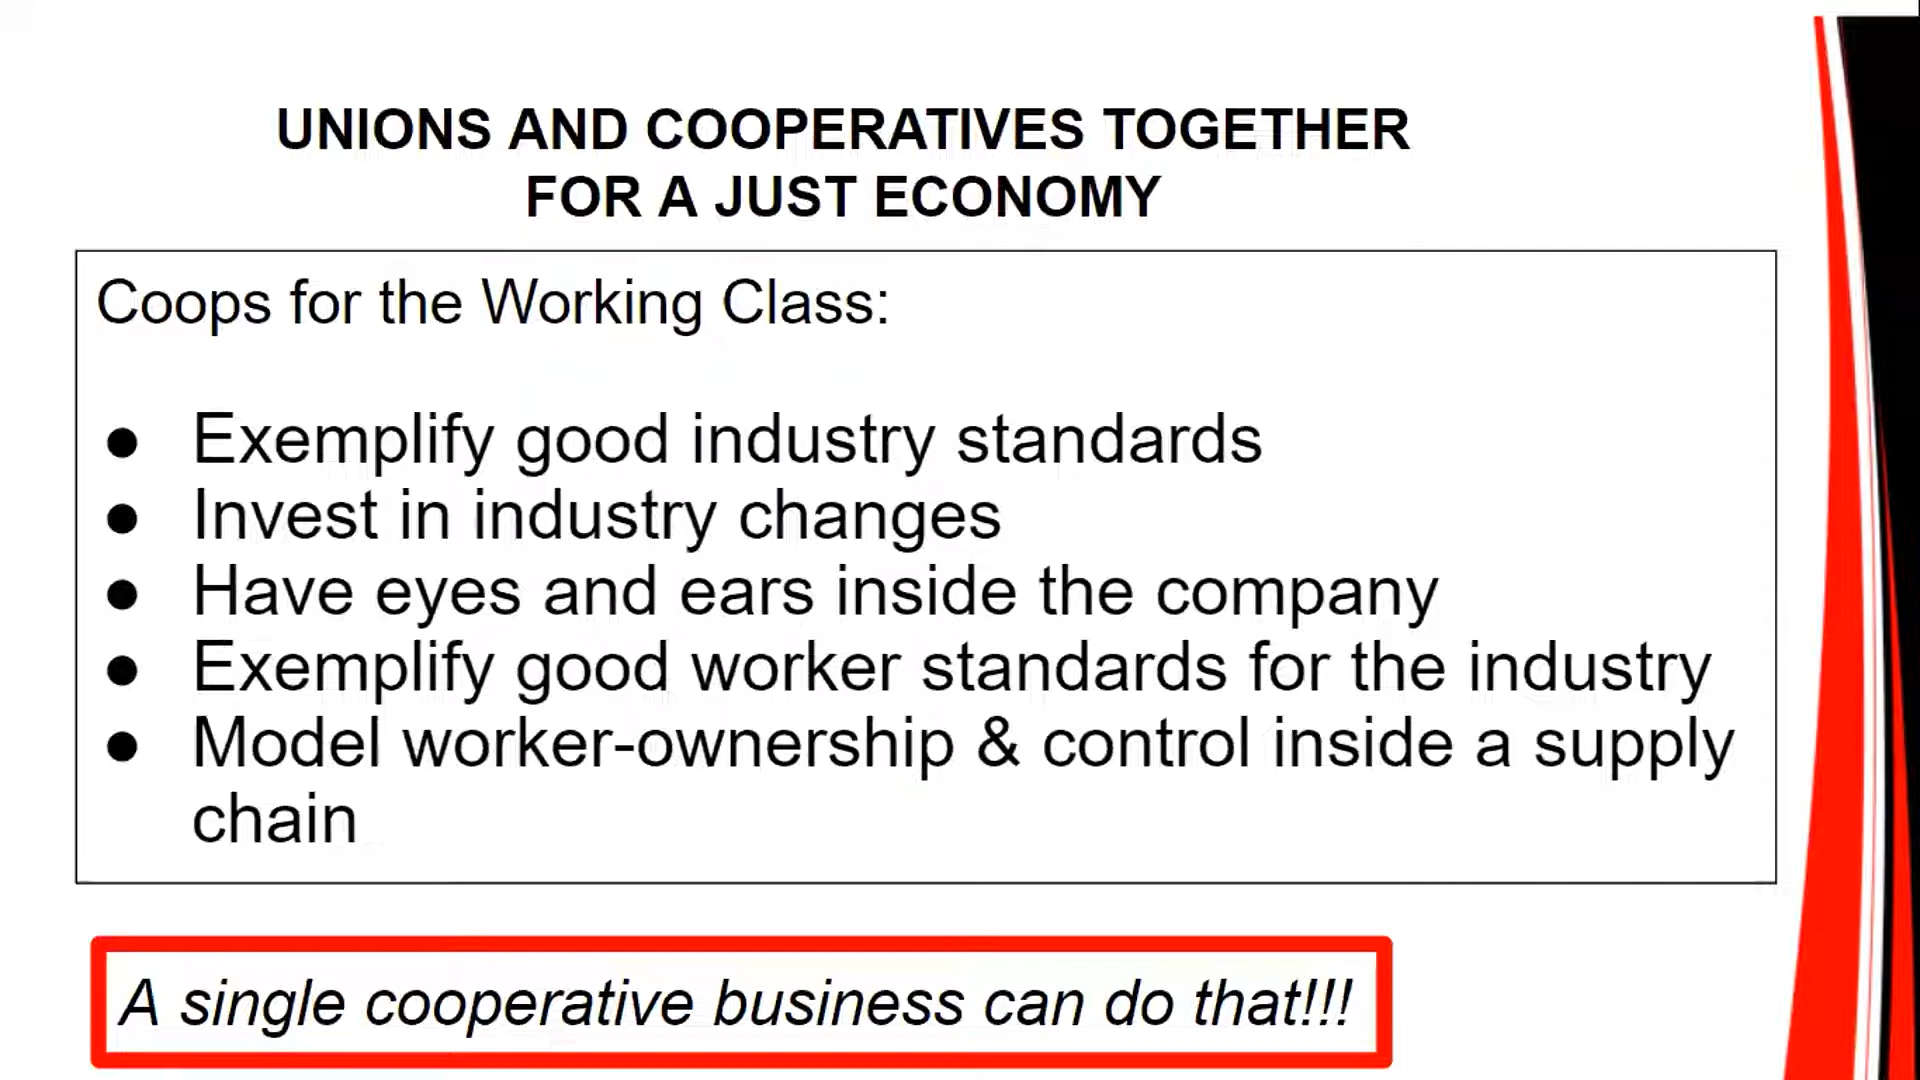 UNIONS AND COOPERATIVES TOGETHER
FOR A JUST ECONOMY
Coops for the Working Class:
● Exemplify good industry standards
● Invest in industry changes
● Have eyes and ears inside the company
● Exemplify good worker standards for the industry
● Model worker-ownership & control inside a supply
chain
A single cooperative business can do that!!!